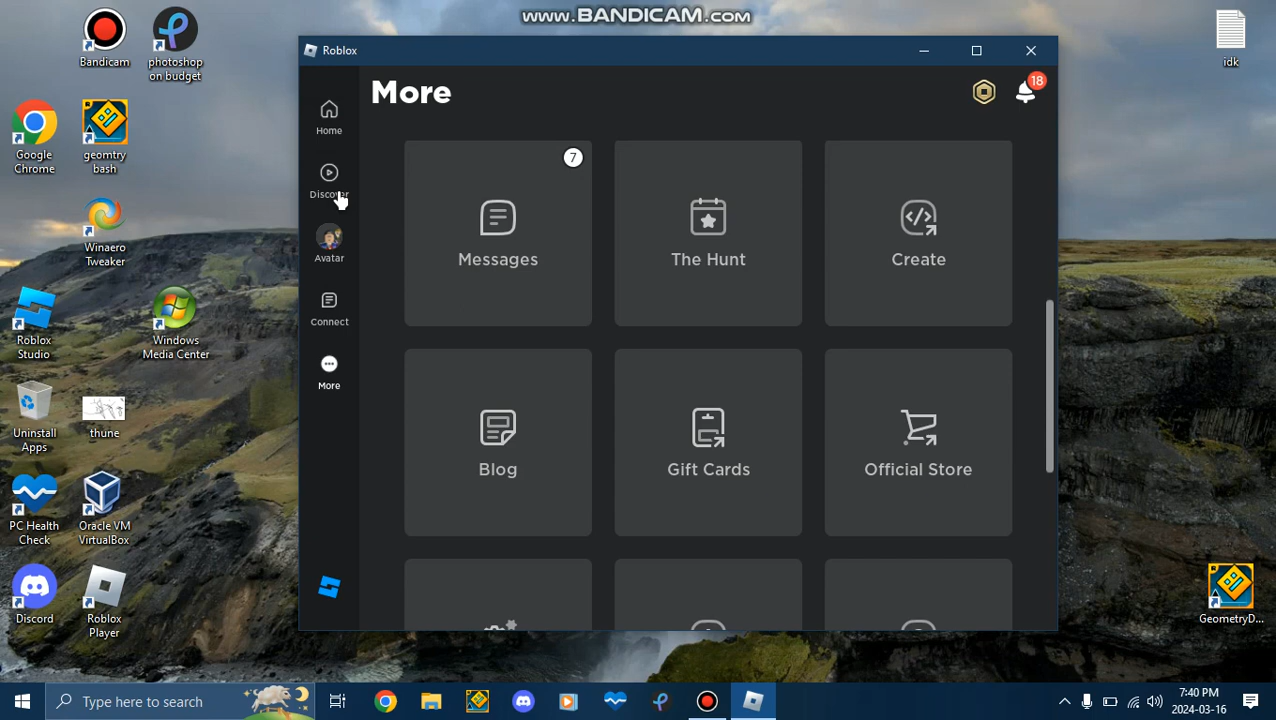 www.BANDICAM.com
Bandicam
photoshop
on budget
idk
Google
Chrome
geomtry
bash
Winaero
Tweaker
Roblox
Studio
Windows
Media Center
Uninstall
Apps
thune
PC Health
Check
Oracle VM
VirtualBox
Discord
Roblox
Player
GeometryD...
Roblox
More
18
Home
Discover
Avatar
Connect
More
7
Messages
The Hunt
Create
Blog
Gift Cards
Official Store
Type here to search
7:40 PM
2024-03-16